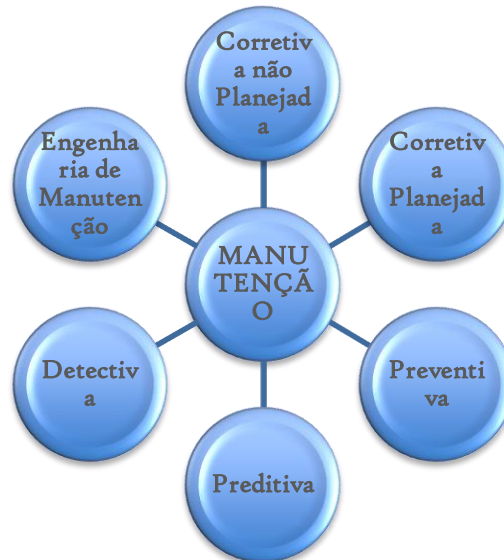 Corretiv
a não
Planejad
a
Corretiv
a
Planejad
a
Preventi
va
Preditiva
Detectiv
a
Engenha
ria de
Manuten
ção
MANU
TENÇÃ
O